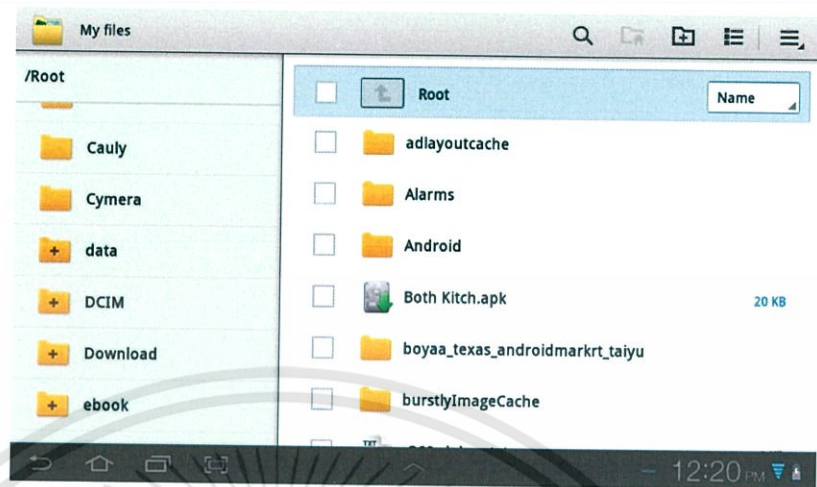 My files
/Root
Cauly
Cymera
data
DCIM
Download
ebook
Root
Name
adlayoutcache
Alarms
Android
Both Kitch.apk
20 KB
boyaa_texas_androidmarkrt_taiyu
burstlyImageCache
TXT
12:20 PM